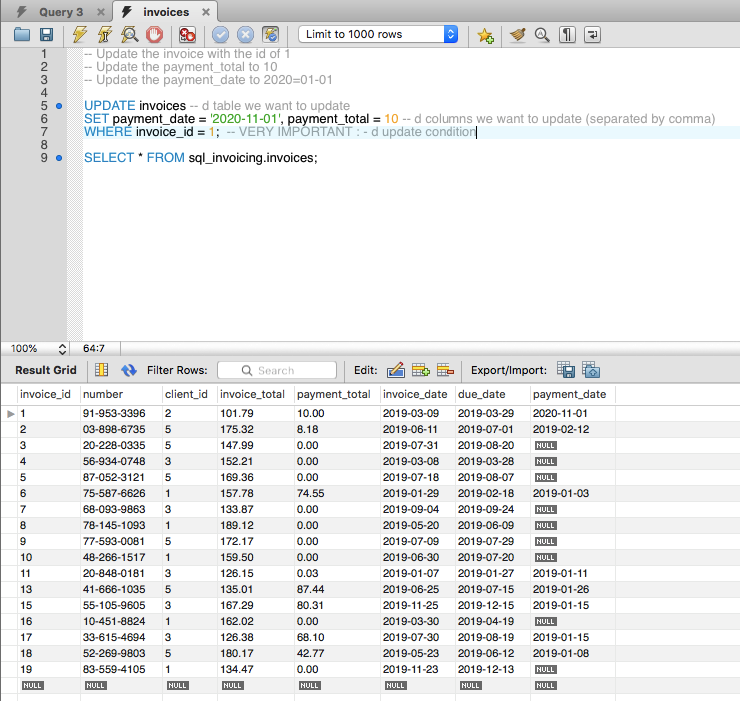 Query 3
invoices
Limit to 1000 rows
1 -- Update the invoice with the id of 1
2 -- Update the payment_total to 10
3 -- Update the payment_date to 2020=01-01
4
5 UPDATE invoices -- d table we want to update
6 SET payment_date = '2020-11-01', payment_total = 10 -- d columns we want to update (separated by comma)
7 WHERE invoice_id = 1; -- VERY IMPORTANT : - d update condition
8
9 SELECT * FROM sql_invoicing.invoices;
100% 64:7
Result Grid Filter Rows: Search Edit: Export/Import:
invoice_id number client_id invoice_total payment_total invoice_date due_date payment_date
1 91-953-3396 2 101.79 10.00 2019-03-09 2019-03-29 2020-11-01
2 03-898-6735 5 175.32 8.18 2019-06-11 2019-07-01 2019-02-12
3 20-228-0335 5 147.99 0.00 2019-07-31 2019-08-20 NULL
4 56-934-0748 3 152.21 0.00 2019-03-08 2019-03-28 NULL
5 87-052-3121 5 169.36 0.00 2019-07-18 2019-08-07 NULL
6 75-587-6626 1 157.78 74.55 2019-01-29 2019-02-18 2019-01-03
7 68-093-9863 3 133.87 0.00 2019-09-04 2019-09-24 NULL
8 78-145-1093 1 189.12 0.00 2019-05-20 2019-06-09 NULL
9 77-593-0081 5 172.17 0.00 2019-07-09 2019-07-29 NULL
10 48-266-1517 1 159.50 0.00 2019-06-30 2019-07-20 NULL
11 20-848-0181 3 126.15 0.03 2019-01-07 2019-01-27 2019-01-11
13 41-666-1035 5 135.01 87.44 2019-06-25 2019-07-15 2019-01-26
15 55-105-9605 3 167.29 80.31 2019-11-25 2019-12-15 2019-01-15
16 10-451-8824 1 162.02 0.00 2019-03-30 2019-04-19 NULL
17 33-615-4694 3 126.38 68.10 2019-07-30 2019-08-19 2019-01-15
18 52-269-9803 5 180.17 42.77 2019-05-23 2019-06-12 2019-01-08
19 83-559-4105 1 134.47 0.00 2019-11-23 2019-12-13 NULL
NULL NULL NULL NULL NULL NULL NULL NULL